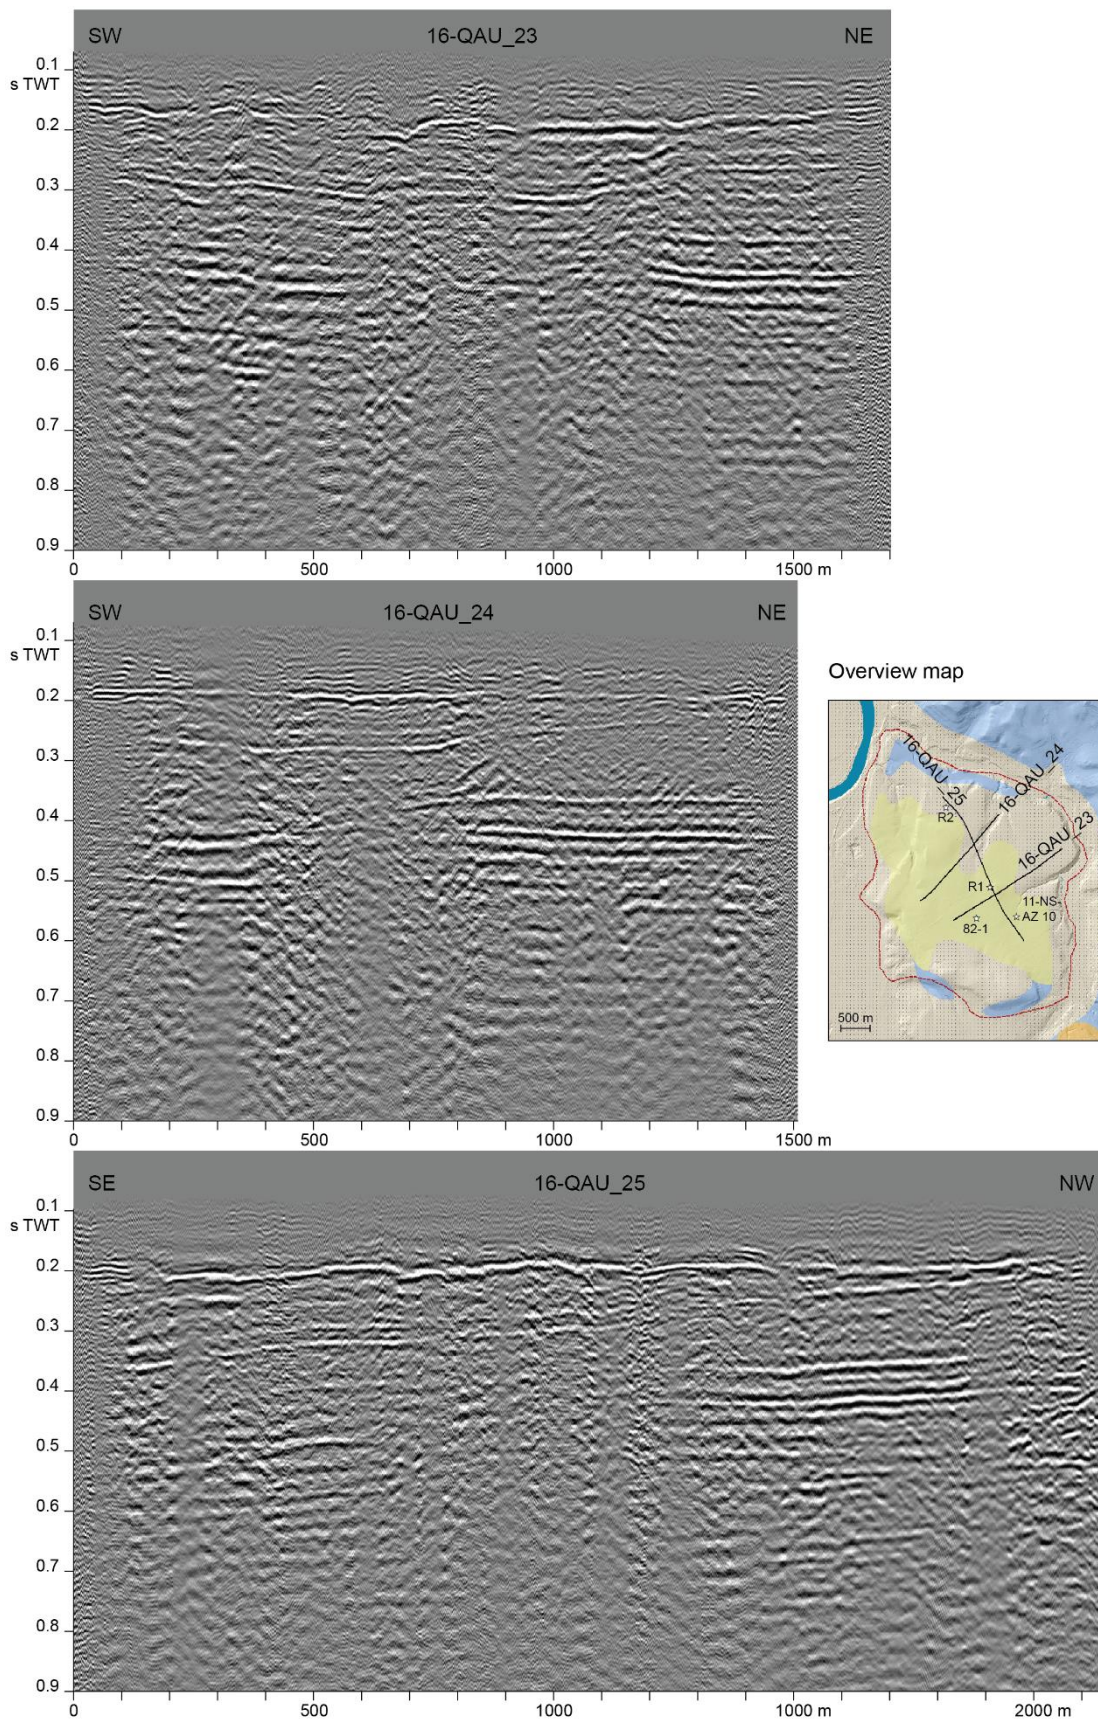 SW 16-QAU_23 NE
0.1
s TWT
0.2
0.3
0.4
0.5
0.6
0.7
0.8
0.9
0 500 1000 1500 m
SW 16-QAU_24 NE
0.1
s TWT
0.2
0.3
0.4
0.5
0.6
0.7
0.8
0.9
0 500 1000 1500 m
Overview map
16-QAU_25
16-QAU_24
16-QAU_23
R2
R1
11-NS-
AZ 10
82-1
500 m
SE 16-QAU_25 NW
0.1
s TWT
0.2
0.3
0.4
0.5
0.6
0.7
0.8
0.9
0 500 1000 1000 m 2000 m